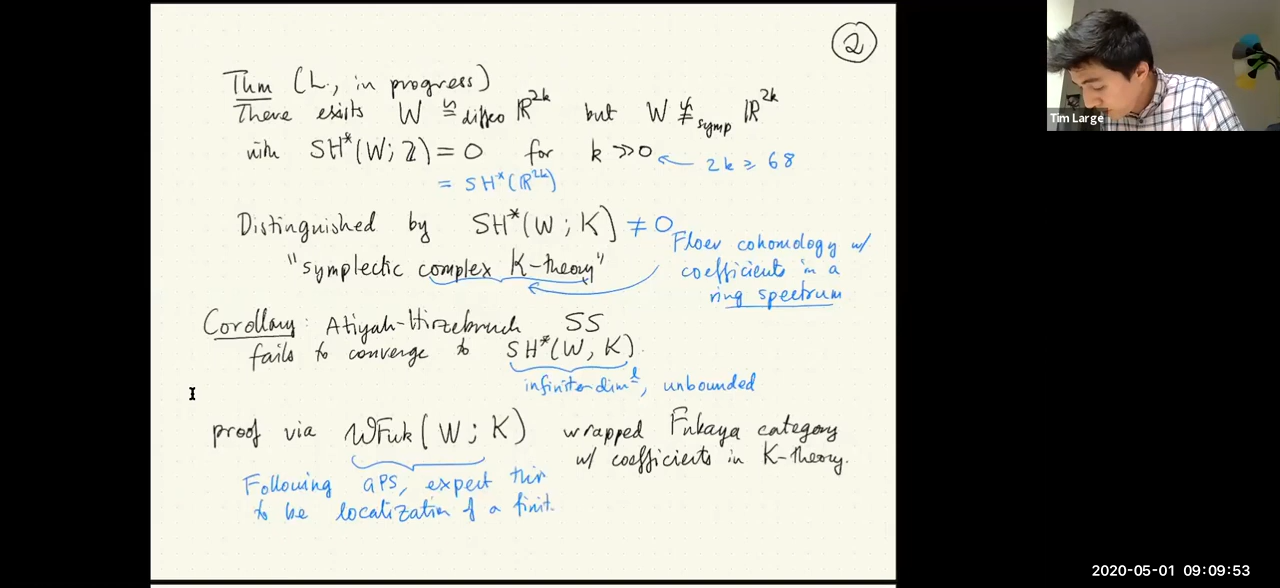 2
Thm (L., in progress)
There exists W ≅diffeo ℝ^2k but W ≇symp ℝ^2k
with SH*(W; ℤ) = 0 for k >> 0 ← 2k ≥ 68
= SH*(ℝ^2k)
Distinguished by SH*(W; K) ≠ 0
"symplectic complex K-theory"
Floer cohomology w/
coefficients in a
ring spectrum
Corollary: Atiyah-Hirzebruch SS
fails to converge to SH*(W, K).
infinite-dim^l, unbounded
proof via WFuk(W; K) wrapped Fukaya category
w/ coefficients in K-theory.
Following GPS, expect this
to be localization of a finit.
Tim Large
2020-05-01 09:09:53